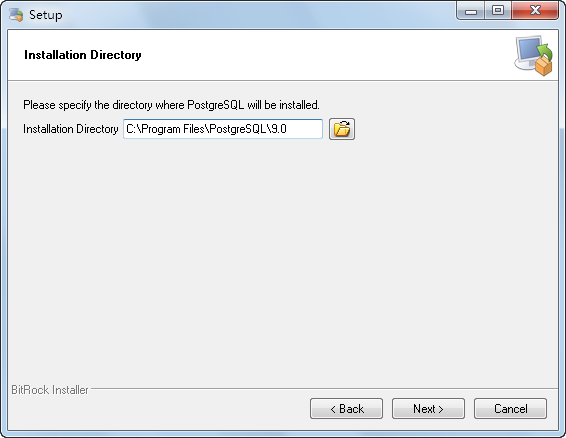 Setup
Installation Directory
Please specify the directory where PostgreSQL will be installed.
Installation Directory C:\Program Files\PostgreSQL\9.0
BitRock Installer
< Back Next > Cancel